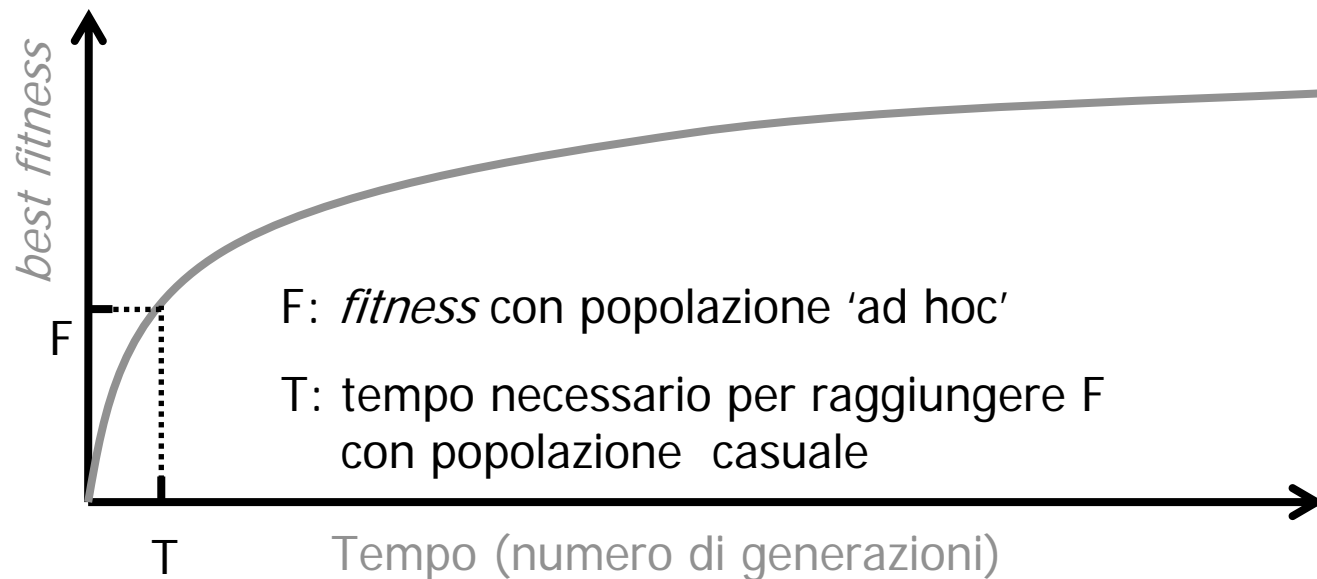 best fitness
F: fitness con popolazione ‘ad hoc’
F
T: tempo necessario per raggiungere F
con popolazione casuale
T
Tempo (numero di generazioni)